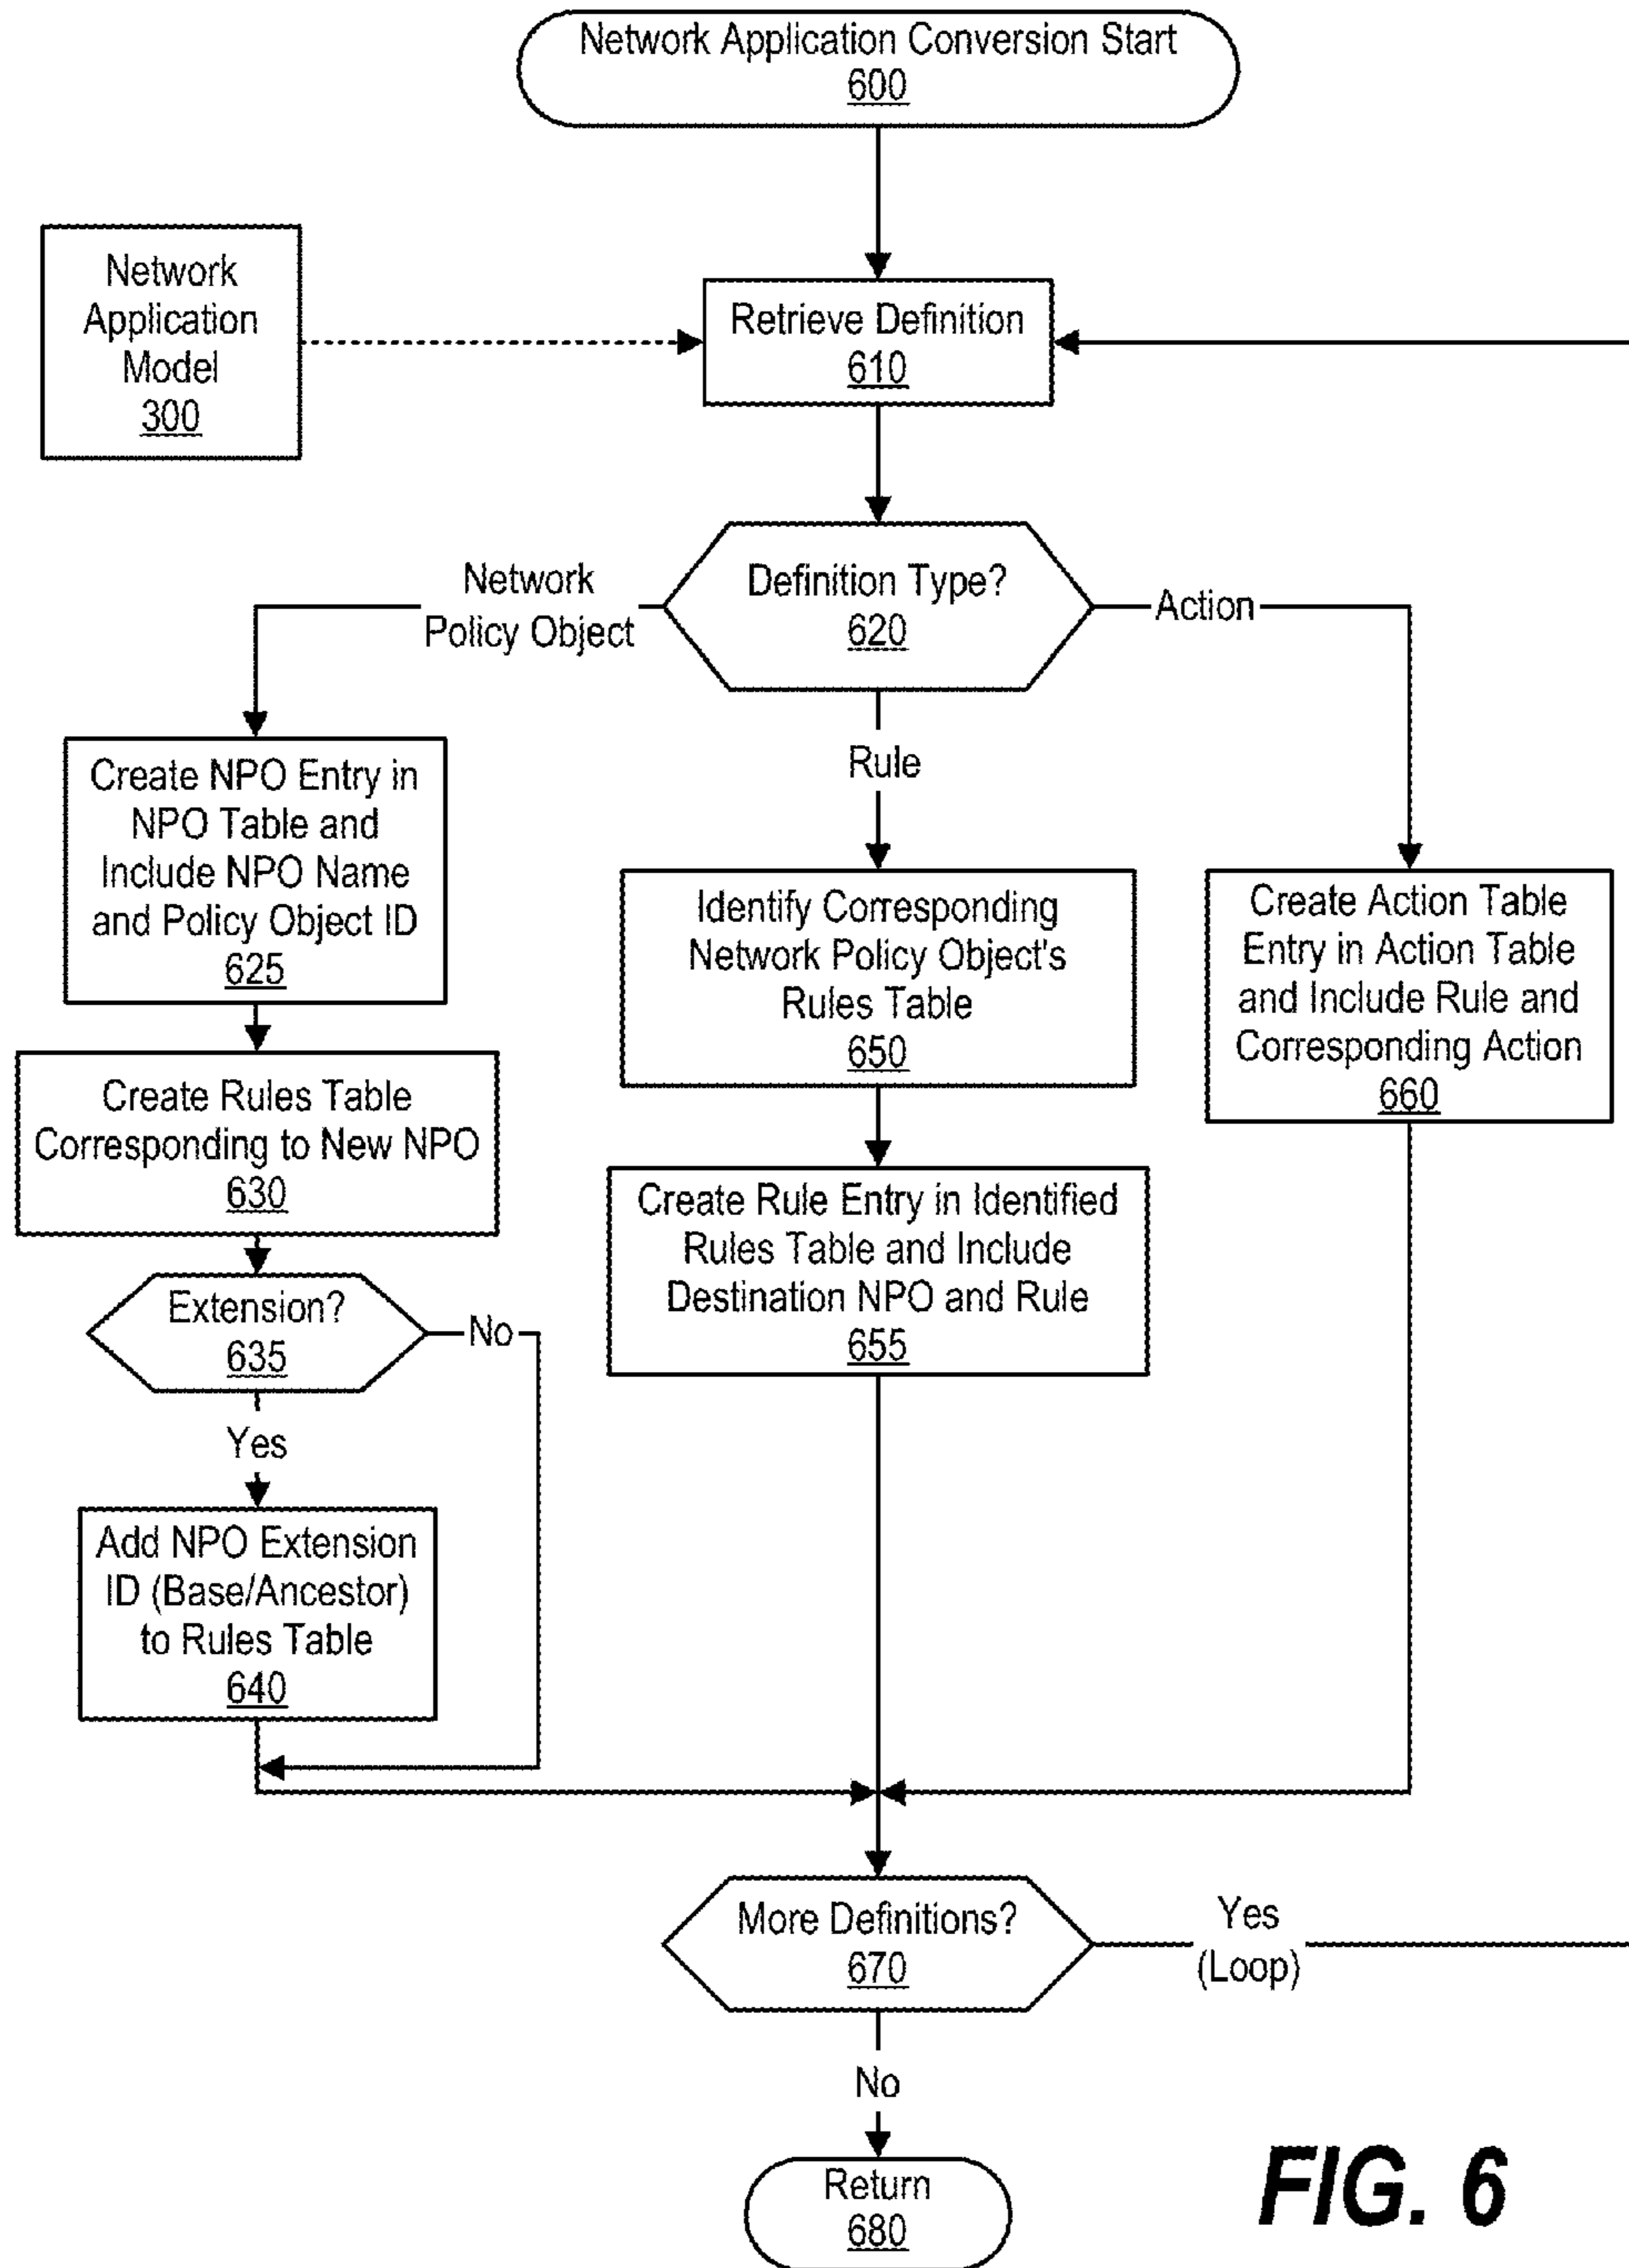 Network Application Conversion Start
600
Network
Application
Model
300
Retrieve Definition
610
Definition Type?
620
Network
Policy Object
Action
Rule
Create NPO Entry in
NPO Table and
Include NPO Name
and Policy Object ID
625
Create Rules Table
Corresponding to New NPO
630
Extension?
635
No
Yes
Add NPO Extension
ID (Base/Ancestor)
to Rules Table
640
Identify Corresponding
Network Policy Object's
Rules Table
650
Create Rule Entry in Identified
Rules Table and Include
Destination NPO and Rule
655
Create Action Table
Entry in Action Table
and Include Rule and
Corresponding Action
660
More Definitions?
670
Yes
(Loop)
No
Return
680
FIG. 6